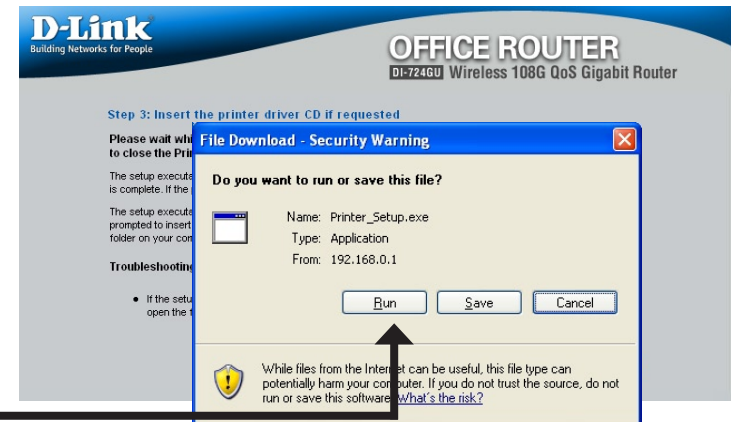 D-Link
Building Networks for People
OFFICE ROUTER
DI-724GU Wireless 108G QoS Gigabit Router
Step 3: Insert the printer driver CD if requested
Please wait whi
to close the Pri
The setup execute
is complete. If the
The setup execute
prompted to insert
folder on your com
Troubleshooting
• If the setu
open the
File Download - Security Warning
Do you want to run or save this file?
Name: Printer_Setup.exe
Type: Application
From: 192.168.0.1
Run Save Cancel
While files from the Internet can be useful, this file type can
potentially harm your computer. If you do not trust the source, do not
run or save this software. What's the risk?